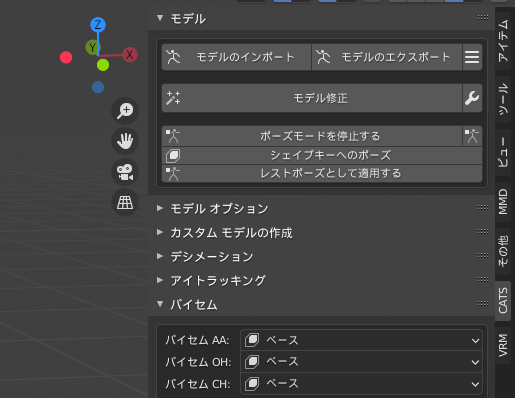 モデル
モデルのインポート モデルのエクスポート
モデル修正
ポーズモードを停止する
シェイプキーへのポーズ
レストポーズとして適用する
モデル オプション
カスタム モデルの作成
デシメーション
アイトラッキング
バイセム
バイセム AA: ベース
バイセム OH: ベース
バイセム CH: ベース
Z
Y
X
アイテム
ツール
ビュー
MMD
その他
CATS
VRM